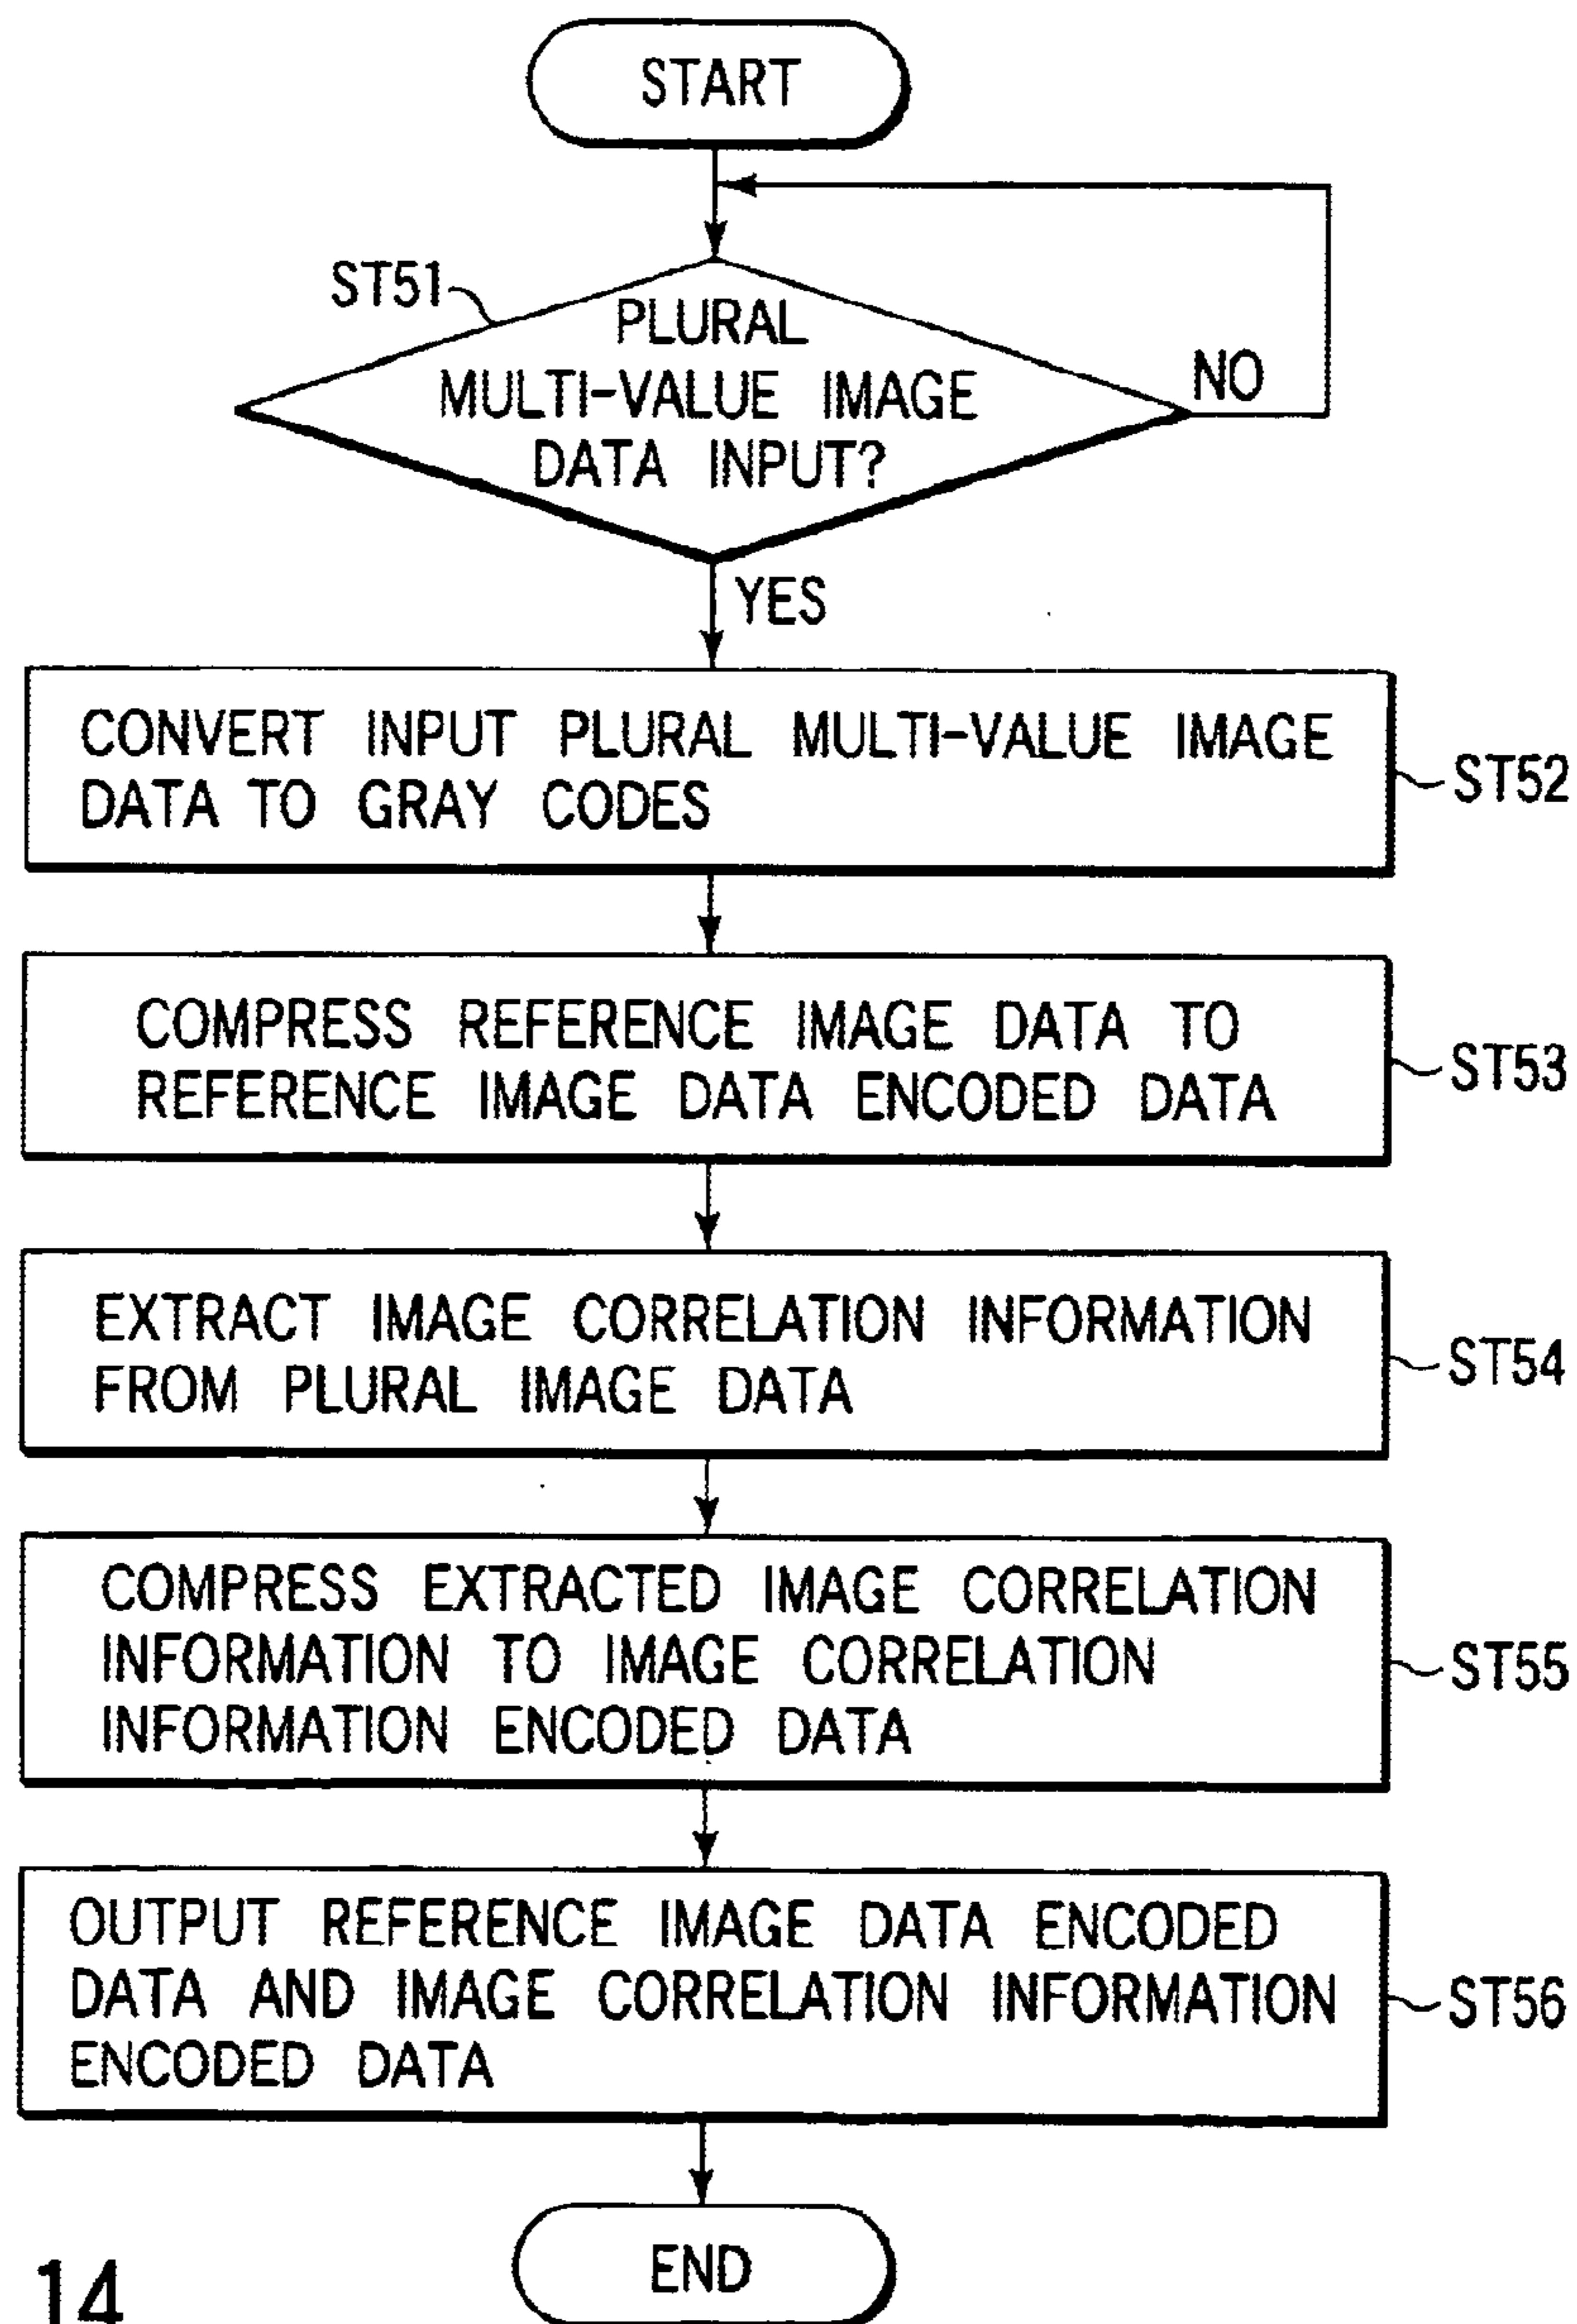 START
ST51
PLURAL
MULTI-VALUE IMAGE
DATA INPUT?
NO
YES
CONVERT INPUT PLURAL MULTI-VALUE IMAGE
DATA TO GRAY CODES
ST52
COMPRESS REFERENCE IMAGE DATA TO
REFERENCE IMAGE DATA ENCODED DATA
ST53
EXTRACT IMAGE CORRELATION INFORMATION
FROM PLURAL IMAGE DATA
ST54
COMPRESS EXTRACTED IMAGE CORRELATION
INFORMATION TO IMAGE CORRELATION
INFORMATION ENCODED DATA
ST55
OUTPUT REFERENCE IMAGE DATA ENCODED
DATA AND IMAGE CORRELATION INFORMATION
ENCODED DATA
ST56
END
14